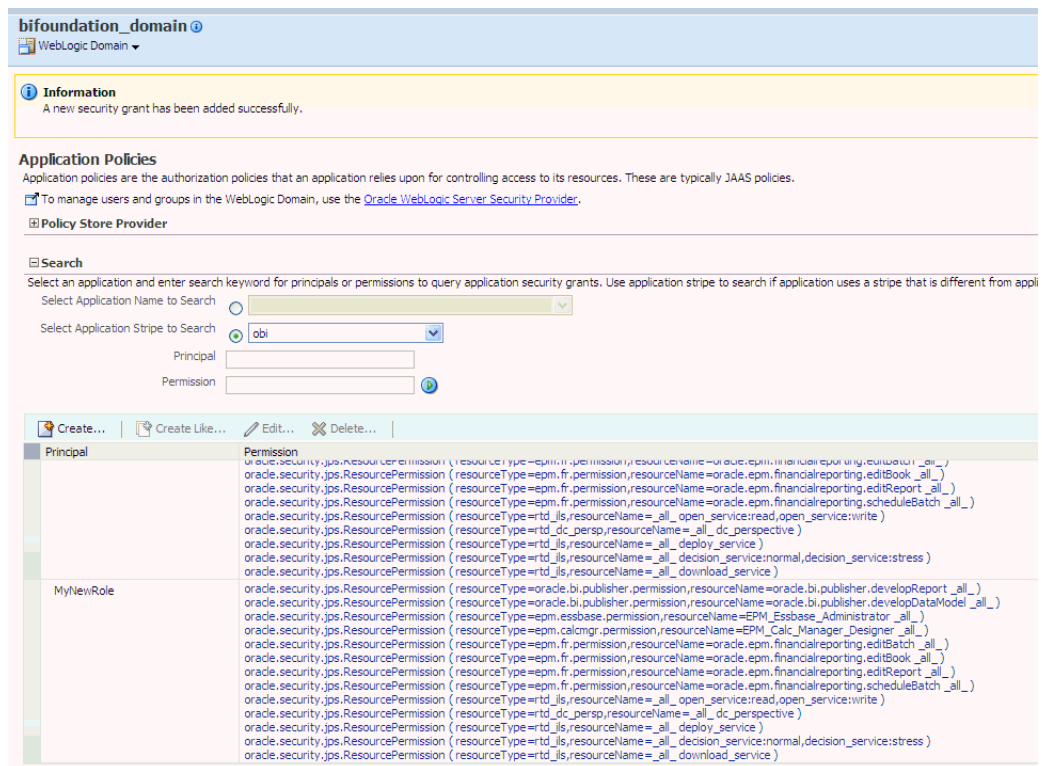 bifoundation_domain
WebLogic Domain
Information
A new security grant has been added successfully.
Application Policies
Application policies are the authorization policies that an application relies upon for controlling access to its resources. These are typically JAAS policies.
To manage users and groups in the WebLogic Domain, use the Oracle WebLogic Server Security Provider.
Policy Store Provider
Search
Select an application and enter search keyword for principals or permissions to query application security grants. Use application stripe to search if application uses a stripe that is different from appli
Select Application Name to Search
Select Application Stripe to Search obi
Principal
Permission
Create... Create Like... Edit... Delete...
Principal Permission
oracle.security.jps.ResourcePermission ( resourceType=epm.fr.permission,resourceName=oracle.epm.financialreporting.editBatch _all_ )
oracle.security.jps.ResourcePermission ( resourceType=epm.fr.permission,resourceName=oracle.epm.financialreporting.editBook _all_ )
oracle.security.jps.ResourcePermission ( resourceType=epm.fr.permission,resourceName=oracle.epm.financialreporting.editReport _all_ )
oracle.security.jps.ResourcePermission ( resourceType=epm.fr.permission,resourceName=oracle.epm.financialreporting.scheduleBatch _all_ )
oracle.security.jps.ResourcePermission ( resourceType=rtd_ils,resourceName=_all_ open_service:read,open_service:write )
oracle.security.jps.ResourcePermission ( resourceType=rtd_dc_persp,resourceName=_all_ dc_perspective )
oracle.security.jps.ResourcePermission ( resourceType=rtd_ils,resourceName=_all_ deploy_service )
oracle.security.jps.ResourcePermission ( resourceType=rtd_ils,resourceName=_all_ decision_service:normal,decision_service:stress )
oracle.security.jps.ResourcePermission ( resourceType=rtd_ils,resourceName=_all_ download_service )
MyNewRole oracle.security.jps.ResourcePermission ( resourceType=oracle.bi.publisher.permission,resourceName=oracle.bi.publisher.developReport _all_ )
oracle.security.jps.ResourcePermission ( resourceType=oracle.bi.publisher.permission,resourceName=oracle.bi.publisher.developDataModel _all_ )
oracle.security.jps.ResourcePermission ( resourceType=epm.essbase.permission,resourceName=EPM_Essbase_Administrator _all_ )
oracle.security.jps.ResourcePermission ( resourceType=epm.calcmgr.permission,resourceName=EPM_Calc_Manager_Designer _all_ )
oracle.security.jps.ResourcePermission ( resourceType=epm.fr.permission,resourceName=oracle.epm.financialreporting.editBatch _all_ )
oracle.security.jps.ResourcePermission ( resourceType=epm.fr.permission,resourceName=oracle.epm.financialreporting.editBook _all_ )
oracle.security.jps.ResourcePermission ( resourceType=epm.fr.permission,resourceName=oracle.epm.financialreporting.editReport _all_ )
oracle.security.jps.ResourcePermission ( resourceType=epm.fr.permission,resourceName=oracle.epm.financialreporting.scheduleBatch _all_ )
oracle.security.jps.ResourcePermission ( resourceType=rtd_ils,resourceName=_all_ open_service:read,open_service:write )
oracle.security.jps.ResourcePermission ( resourceType=rtd_dc_persp,resourceName=_all_ dc_perspective )
oracle.security.jps.ResourcePermission ( resourceType=rtd_ils,resourceName=_all_ deploy_service )
oracle.security.jps.ResourcePermission ( resourceType=rtd_ils,resourceName=_all_ decision_service:normal,decision_service:stress )
oracle.security.jps.ResourcePermission ( resourceType=rtd_ils,resourceName=_all_ download_service )